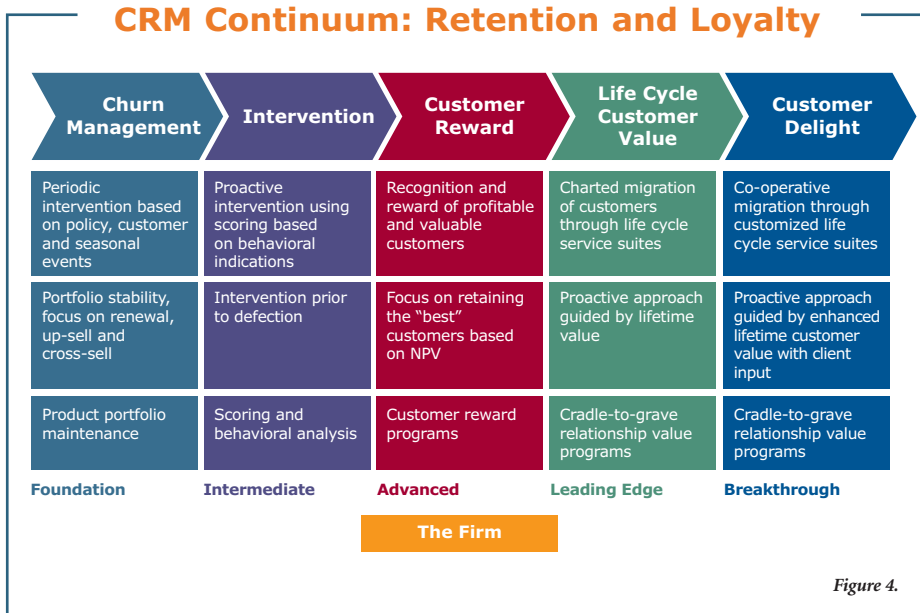 CRM Continuum: Retention and Loyalty
Churn
Management
Intervention
Customer
Reward
Life Cycle
Customer
Value
Customer
Delight
Periodic
intervention based
on policy, customer
and seasonal
events
Proactive
intervention using
scoring based
on behavioral
indications
Recognition and
reward of profitable
and valuable
customers
Charted migration
of customers
through life cycle
service suites
Co-operative
migration through
customized life
cycle service suites
Portfolio stability,
focus on renewal,
up-sell and
cross-sell
Intervention prior
to defection
Focus on retaining
the “best”
customers based
on NPV
Proactive approach
guided by lifetime
value
Proactive approach
guided by enhanced
lifetime customer
value with client
input
Product portfolio
maintenance
Scoring and
behavioral analysis
Customer reward
programs
Cradle-to-grave
relationship value
programs
Cradle-to-grave
relationship value
programs
Foundation
Intermediate
Advanced
Leading Edge
Breakthrough
The Firm
Figure 4.